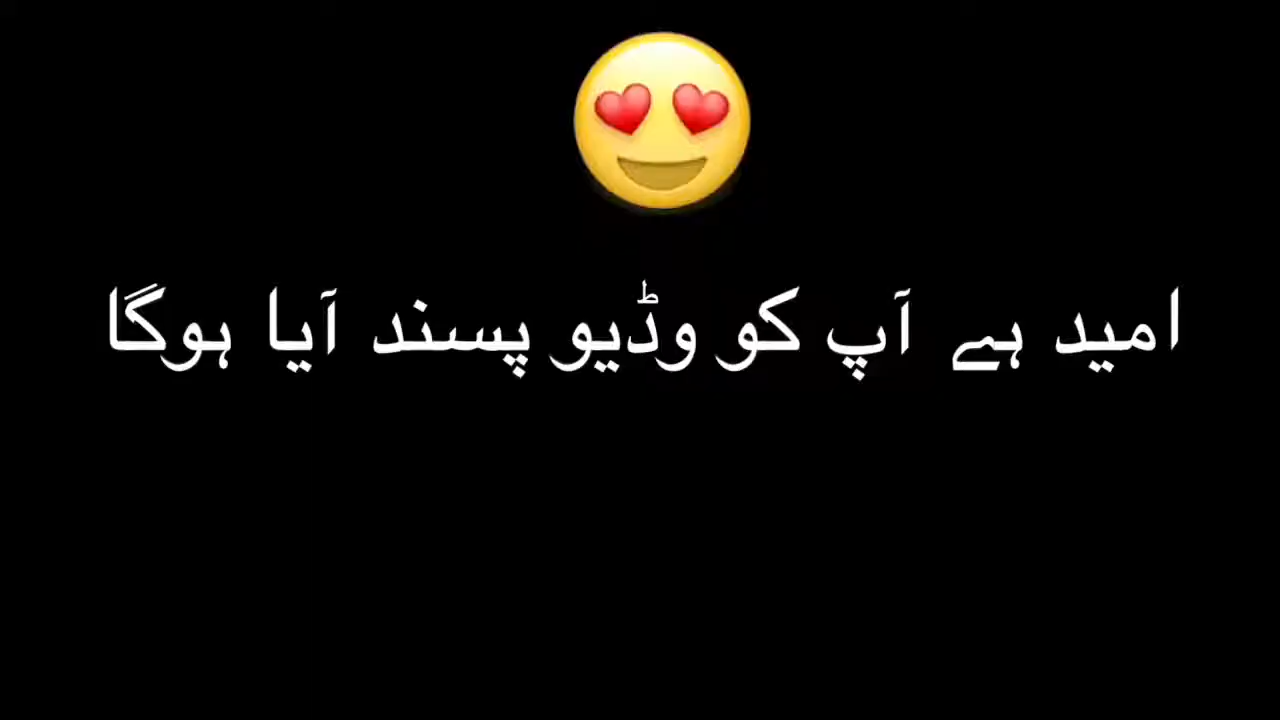 امید ہے آپ کو وڈیو پسند آیا ہوگا